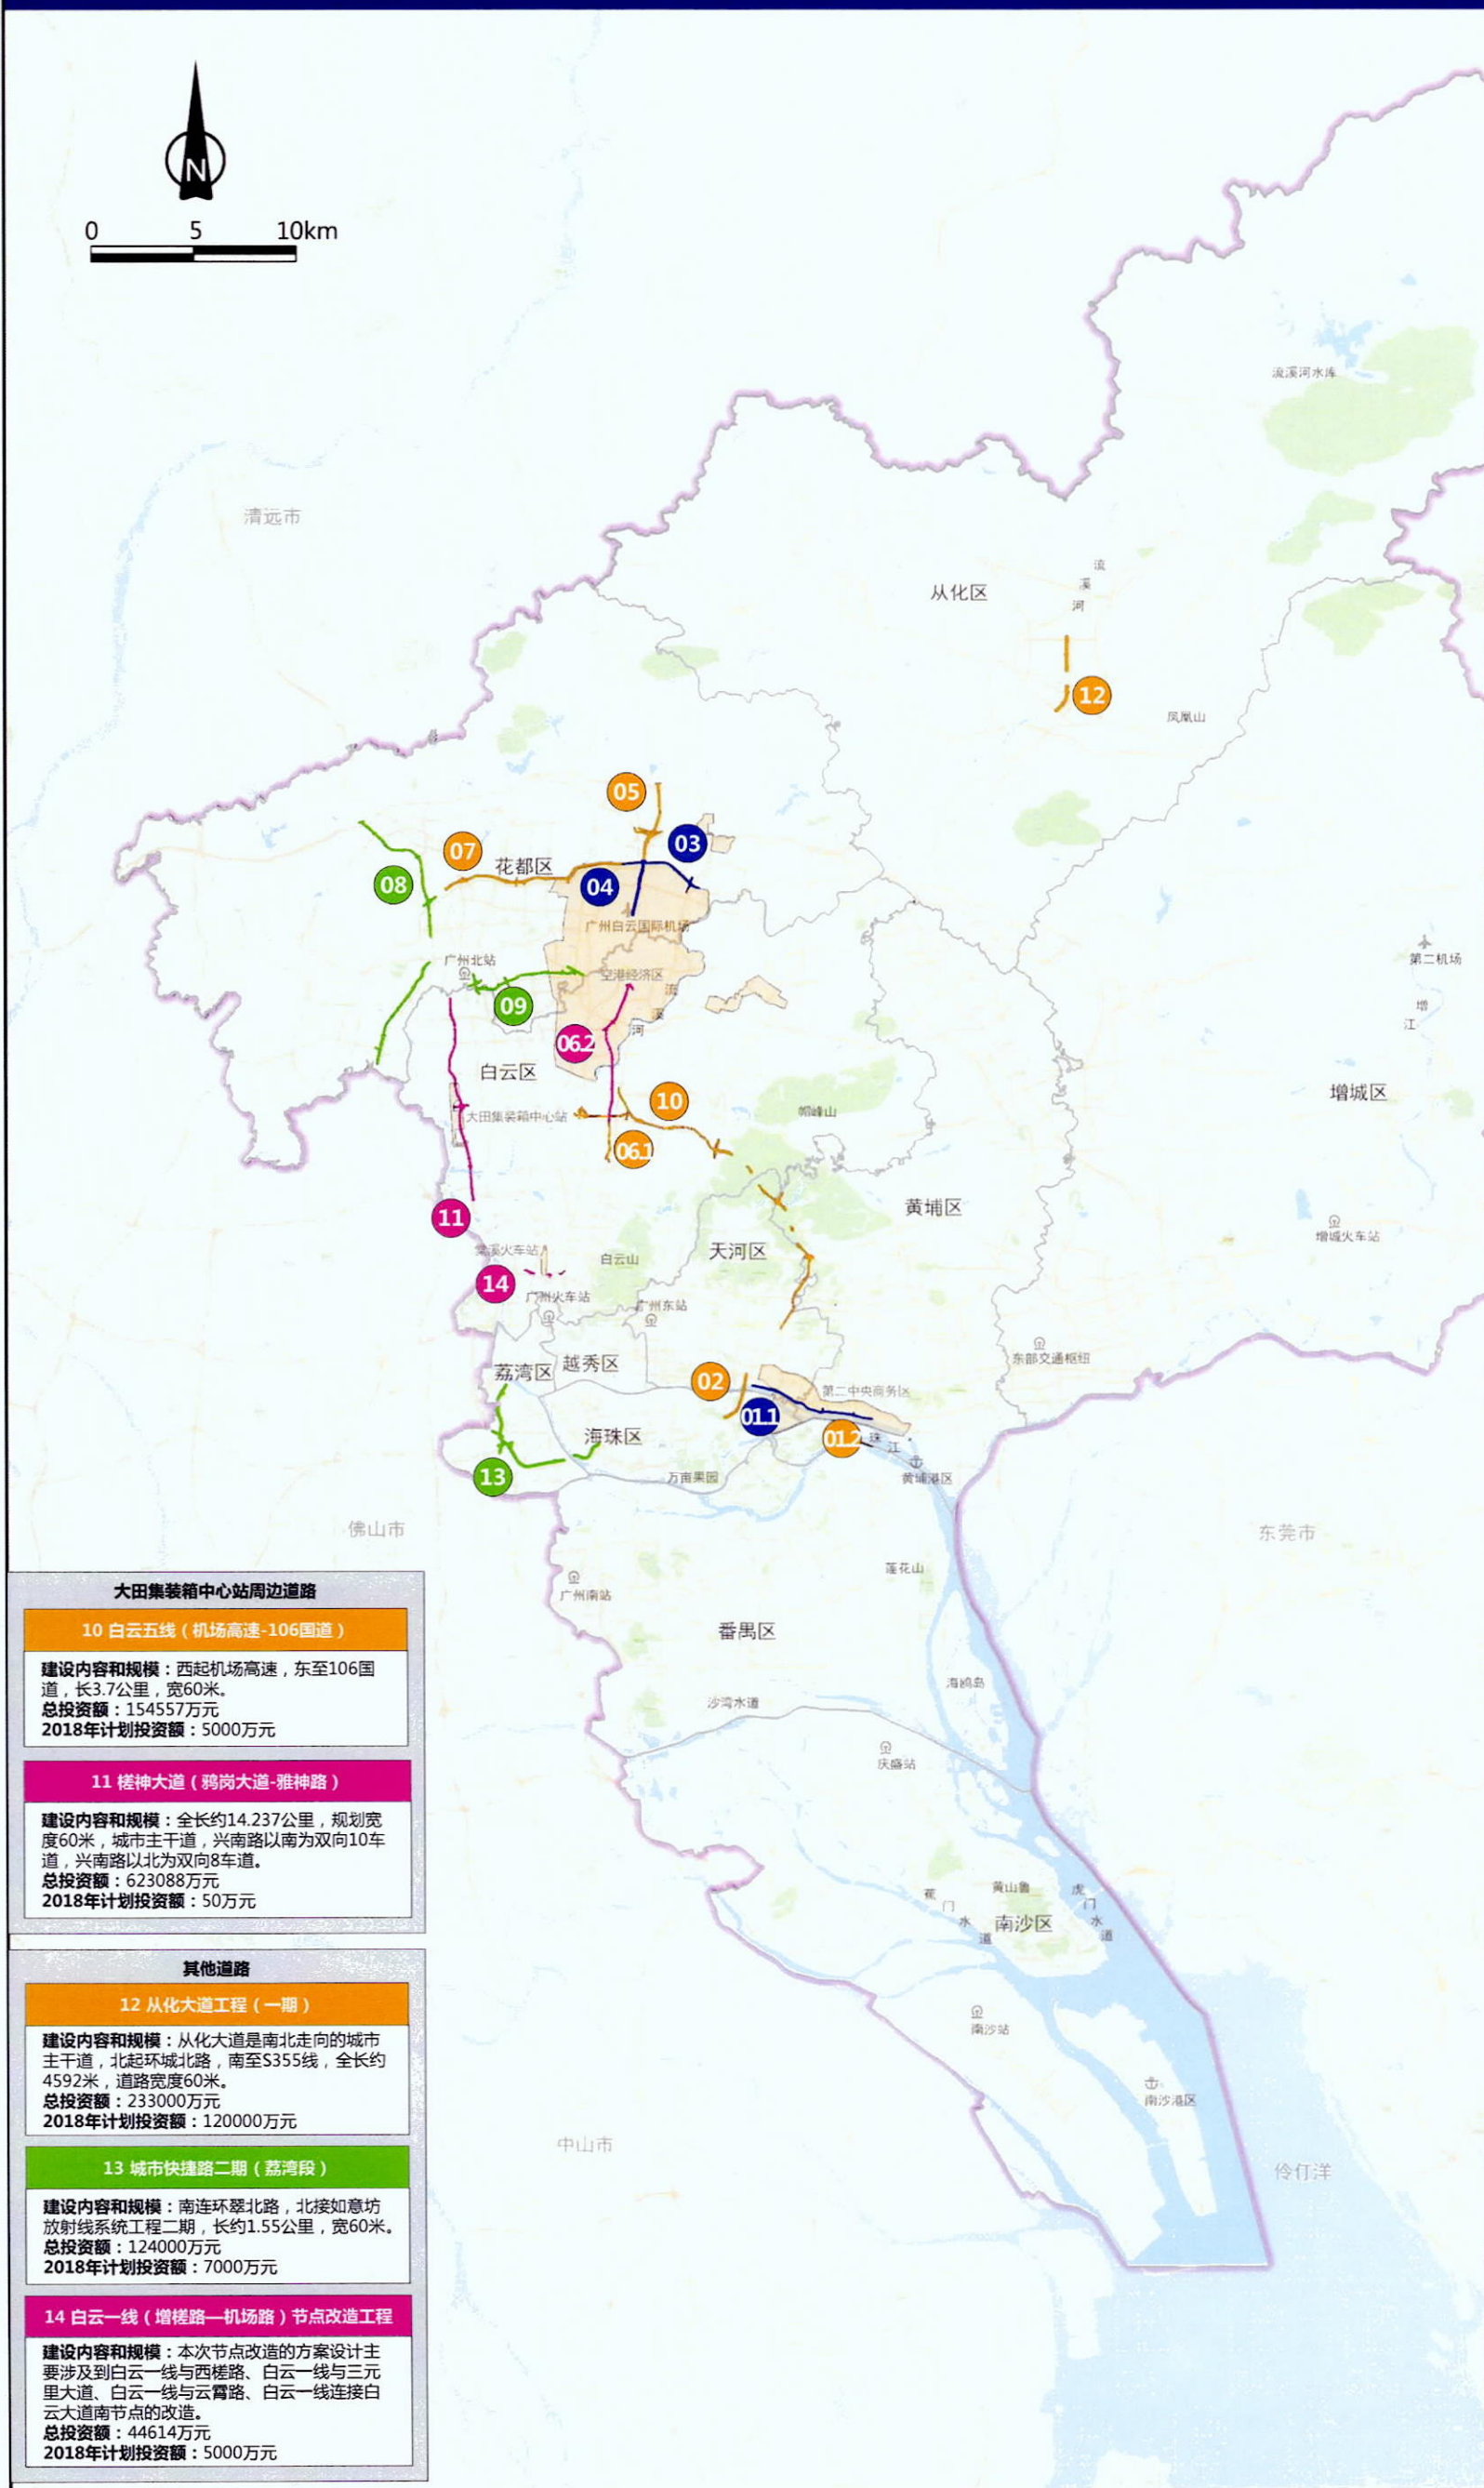 N
0 5 10km
流溪河水库
清远市
从化区
流
溪
河
12
凤凰山
05
03
07
花都区
08
04
广州白云国际机场
广州北站
第二机场
空港经济区
09
流
溪
河
增
江
06.2
白云区
增城区
10
大田集装箱中心站
帽峰山
06.1
黄埔区
11
增城火车站
棠溪火车站
白云山
天河区
14
广州火车站
广州东站
东部交通枢纽
荔湾区
越秀区
02
第二中央商务区
01.1
海珠区
01.2
珠
江
13
万亩果园
黄埔港区
佛山市
东莞市
莲花山
广州南站
番禺区
海鸥岛
沙湾水道
庆盛站
大田集装箱中心站周边道路
10 白云五线（机场高速-106国道）
建设内容和规模：西起机场高速，东至106国
道，长3.7公里，宽60米。
总投资额：154557万元
2018年计划投资额：5000万元
11 槎神大道（鸦岗大道-雅神路）
建设内容和规模：全长约14.237公里，规划宽
度60米，城市主干道，兴南路以南为双向10车
道，兴南路以北为双向8车道。
总投资额：623088万元
2018年计划投资额：50万元
黄山鲁
蕉
门
水
道
虎
门
水
道
南沙区
其他道路
12 从化大道工程（一期）
建设内容和规模：从化大道是南北走向的城市
主干道，北起环城北路，南至S355线，全长约
4592米，道路宽度60米。
总投资额：233000万元
2018年计划投资额：120000万元
南沙站
南沙港区
中山市
伶仃洋
13 城市快捷路二期（荔湾段）
建设内容和规模：南连环翠北路，北接如意坊
放射线系统工程二期，长约1.55公里，宽60米。
总投资额：124000万元
2018年计划投资额：7000万元
14 白云一线（增槎路—机场路）节点改造工程
建设内容和规模：本次节点改造的方案设计主
要涉及到白云一线与西槎路、白云一线与三元
里大道、白云一线与云霄路、白云一线连接白
云大道南节点的改造。
总投资额：44614万元
2018年计划投资额：5000万元